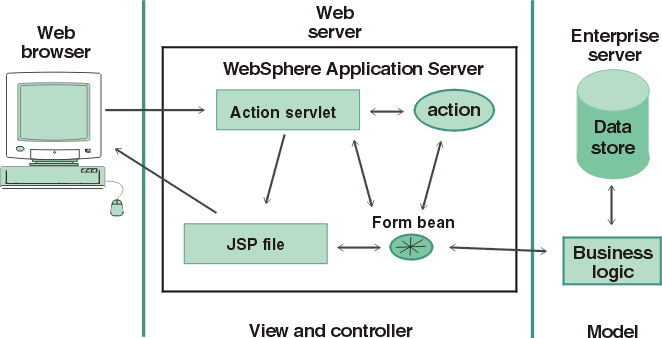 Web
browser
Web
server
Enterprise
server
WebSphere Application Server
Action servlet
action
Data
store
Form bean
JSP file
Business
logic
View and controller
Model